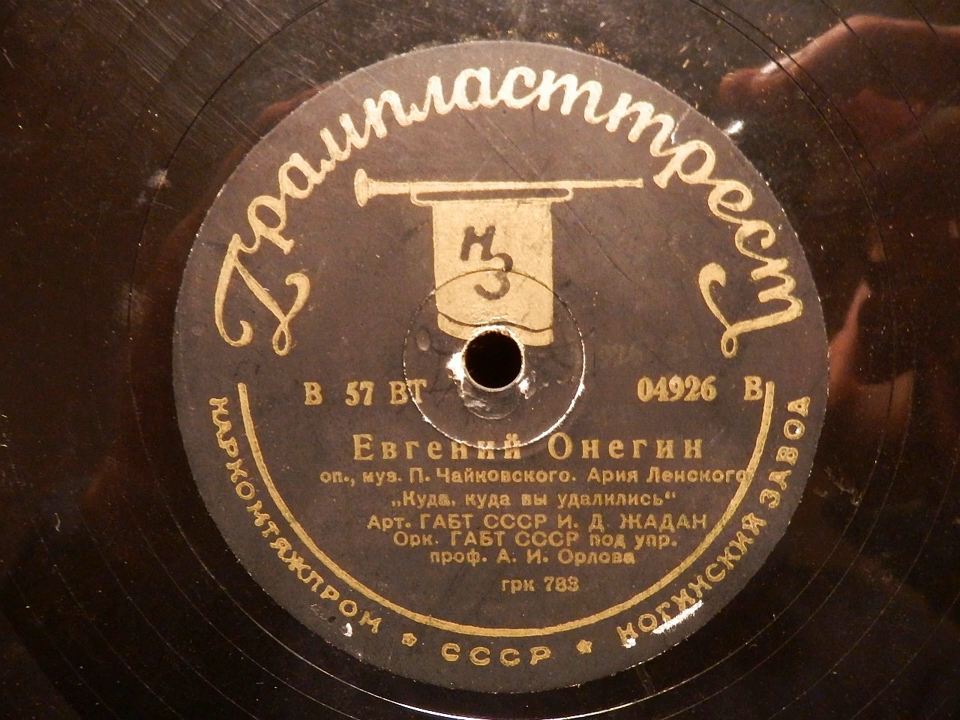 Грампласттрест
НЗ
В 57 ВТ
04926 В
Евгений Онегин
оп., муз. П. Чайковского. Ария Ленского
„Куда, куда вы удалились“
Арт. ГАБТ СССР И. Д. ЖАДАН
Орк. ГАБТ СССР под упр.
проф. А. И. Орлова
грк 783
НАРКОМТЯЖПРОМ * СССР * НОГИНСКИЙ ЗАВОД